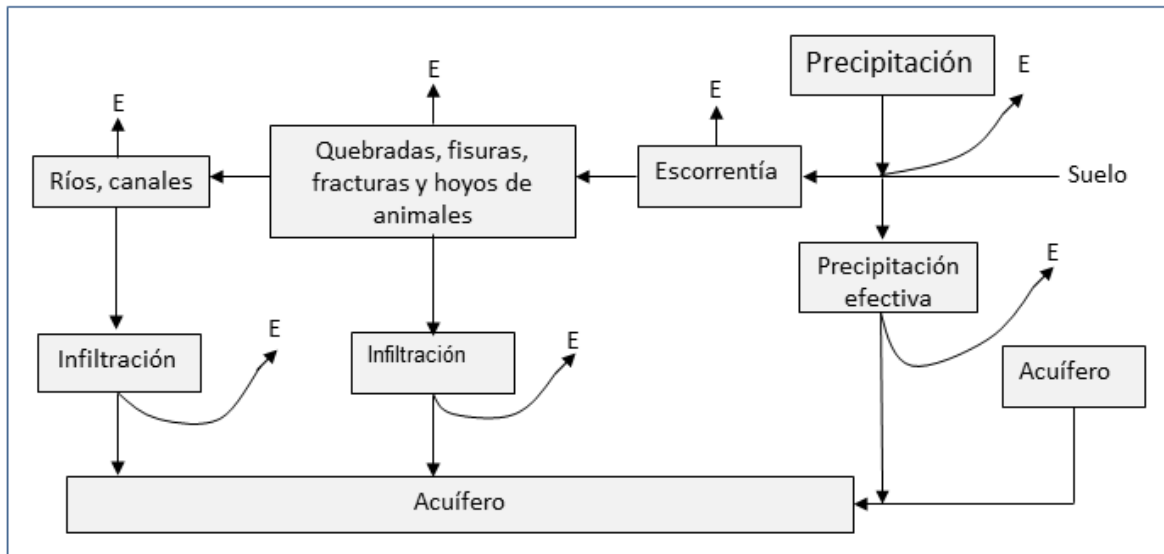 Precipitación
E
E
E
E
Quebradas, fisuras,
fracturas y hoyos de
animales
Ríos, canales
Escorrentía
Suelo
Precipitación
efectiva
E
Infiltración
E
Infiltración
E
Acuífero
Acuífero